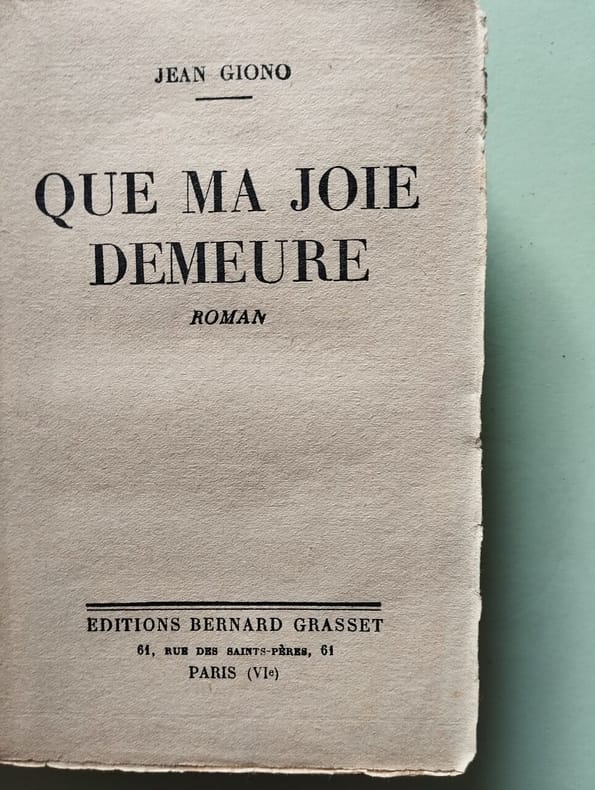 JEAN GIONO
QUE MA JOIE
DEMEURE
ROMAN
EDITIONS BERNARD GRASSET
61, RUE DES SAINTS-PÈRES, 61
PARIS (VIe)